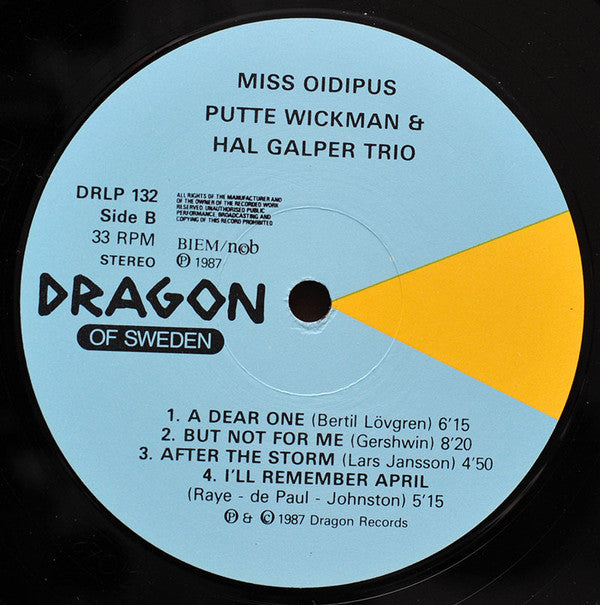 MISS OIDIPUS
PUTTE WICKMAN &
HAL GALPER TRIO
DRLP 132
Side B
33 RPM
STEREO
ALL RIGHTS OF THE MANUFACTURER AND
OF THE OWNER OF THE RECORDED WORK
RESERVED. UNAUTHORISED PUBLIC
PERFORMANCE, BROADCASTING AND
COPYING OF THIS RECORD PROHIBITED
BIEM/n©b
℗ 1987
DRAGON
OF SWEDEN
1. A DEAR ONE (Bertil Lövgren) 6'15
2. BUT NOT FOR ME (Gershwin) 8'20
3. AFTER THE STORM (Lars Jansson) 4'50
4. I'LL REMEMBER APRIL
(Raye - de Paul - Johnston) 5'15
℗ & © 1987 Dragon Records